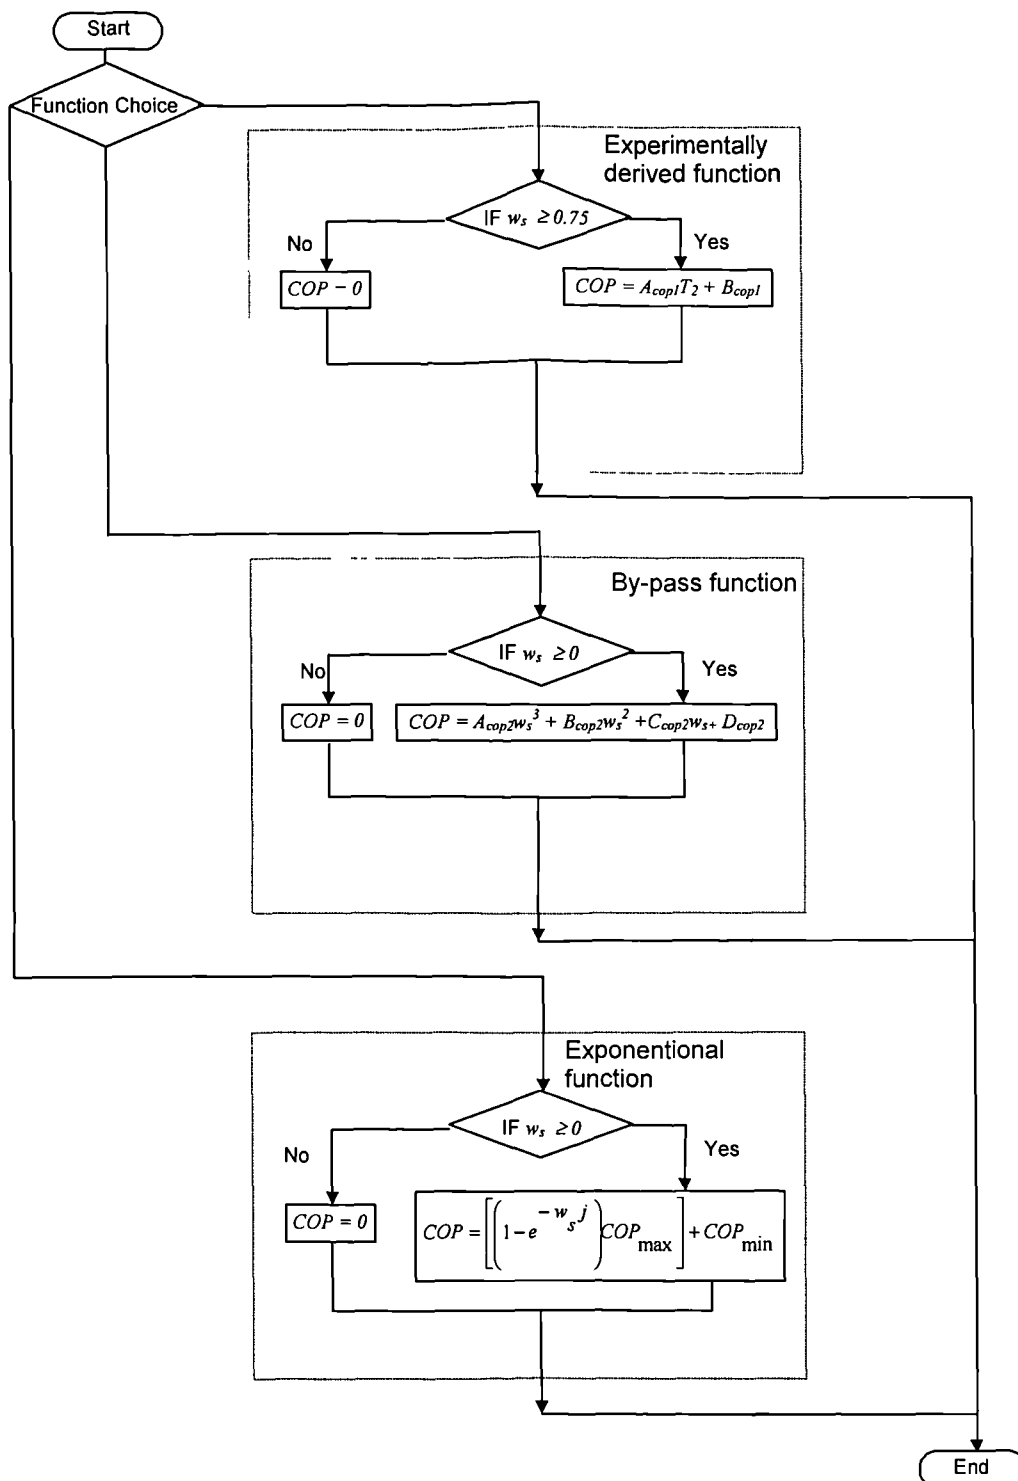 Start
Function Choice
Experimentally
derived function
IF w_s ≥0.75
No
Yes
COP – 0
COP = A_cop1T_2 + B_cop1
By-pass function
IF w_s ≥0
No
Yes
COP = 0
COP = A_cop2w_s^3 + B_cop2w_s^2 +C_cop2w_s+ D_cop2
Exponentional
function
IF w_s ≥0
No
Yes
COP = 0
COP = [(1-e^-w_s j)COP_max]+COP_min
End